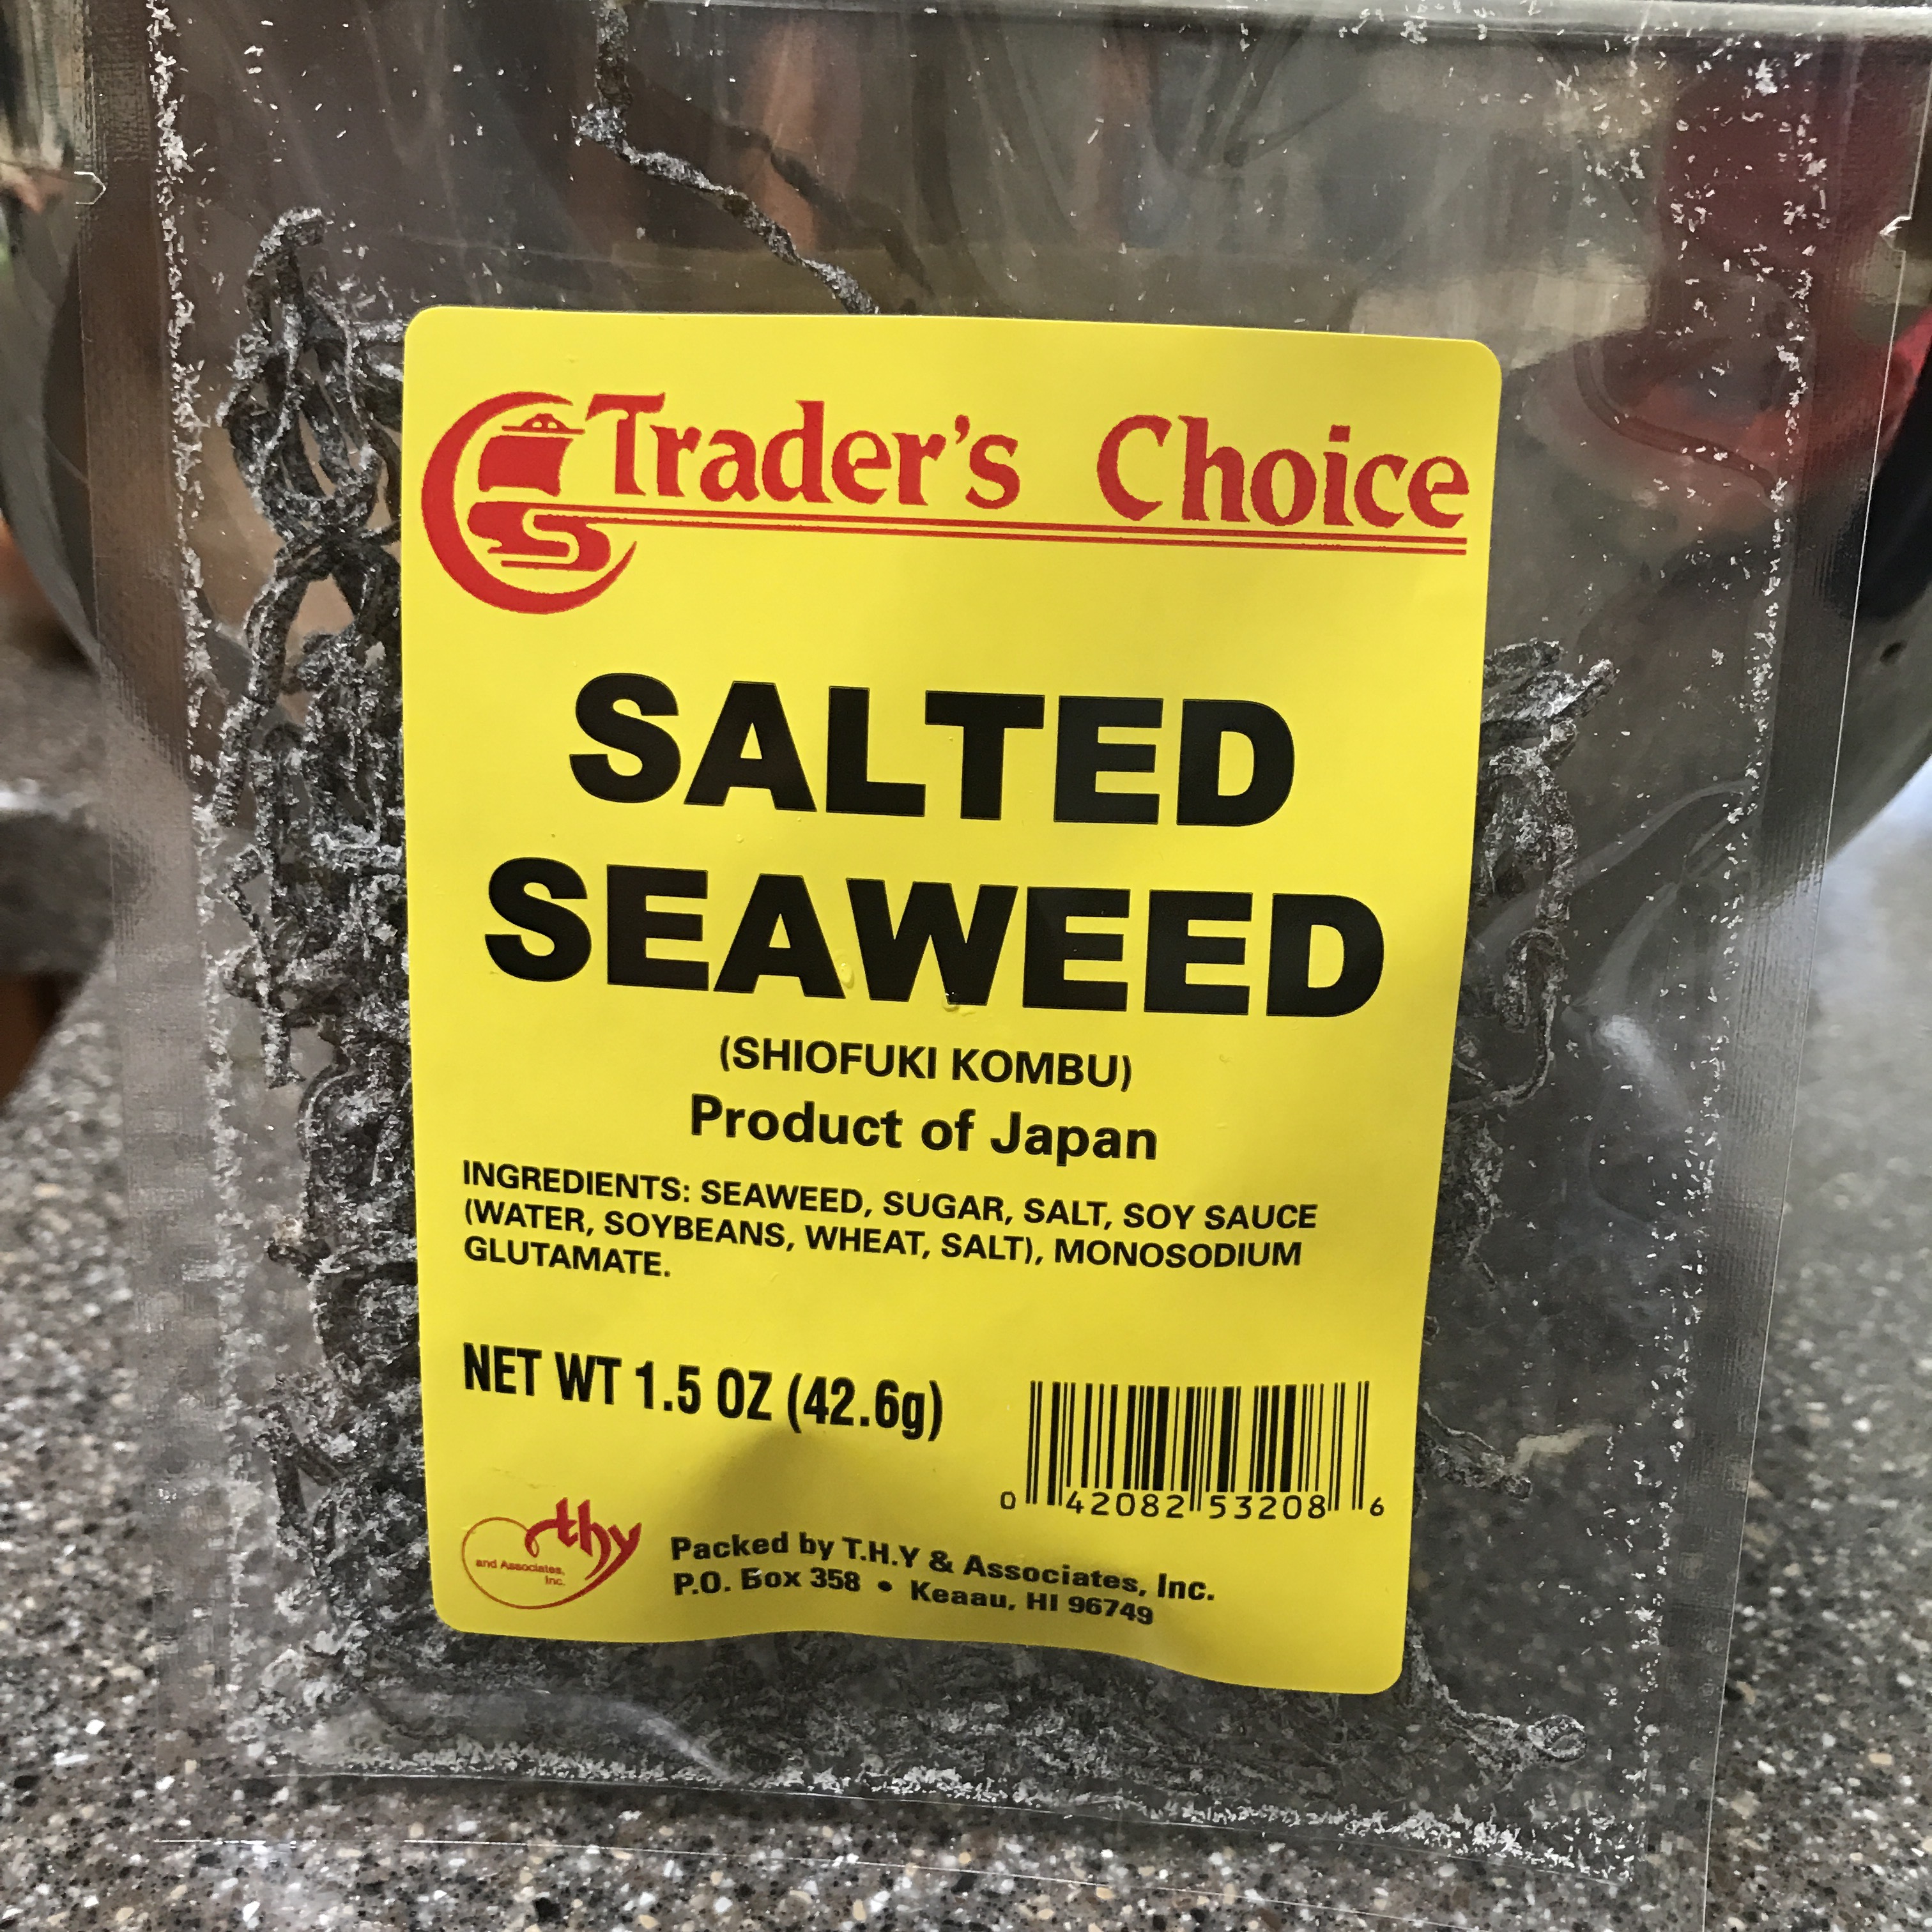 Trader's Choice
SALTED
SEAWEED
(SHIOFUKI KOMBU)
Product of Japan
INGREDIENTS: SEAWEED, SUGAR, SALT, SOY SAUCE
(WATER, SOYBEANS, WHEAT, SALT), MONOSODIUM
GLUTAMATE.
NET WT 1.5 OZ (42.6g)
0 42082 53208 6
thy
and Associates,
Inc.
Packed by T.H.Y & Associates, Inc.
P.O. Box 358 • Keaau, HI 96749